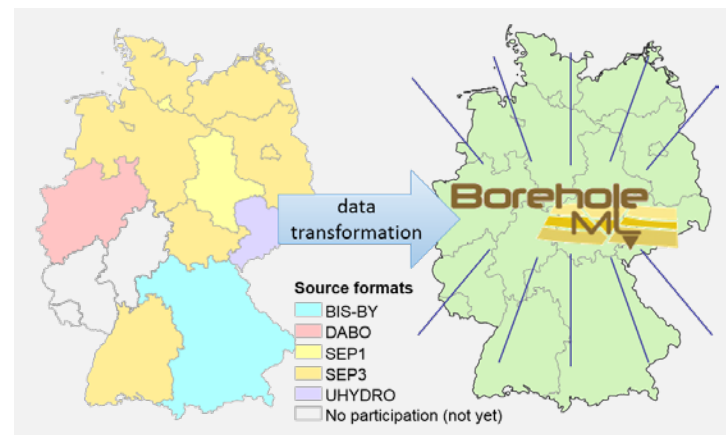 Borehole
ML
data
transformation
Source formats
BIS-BY
DABO
SEP1
SEP3
UHYDRO
No participation (not yet)